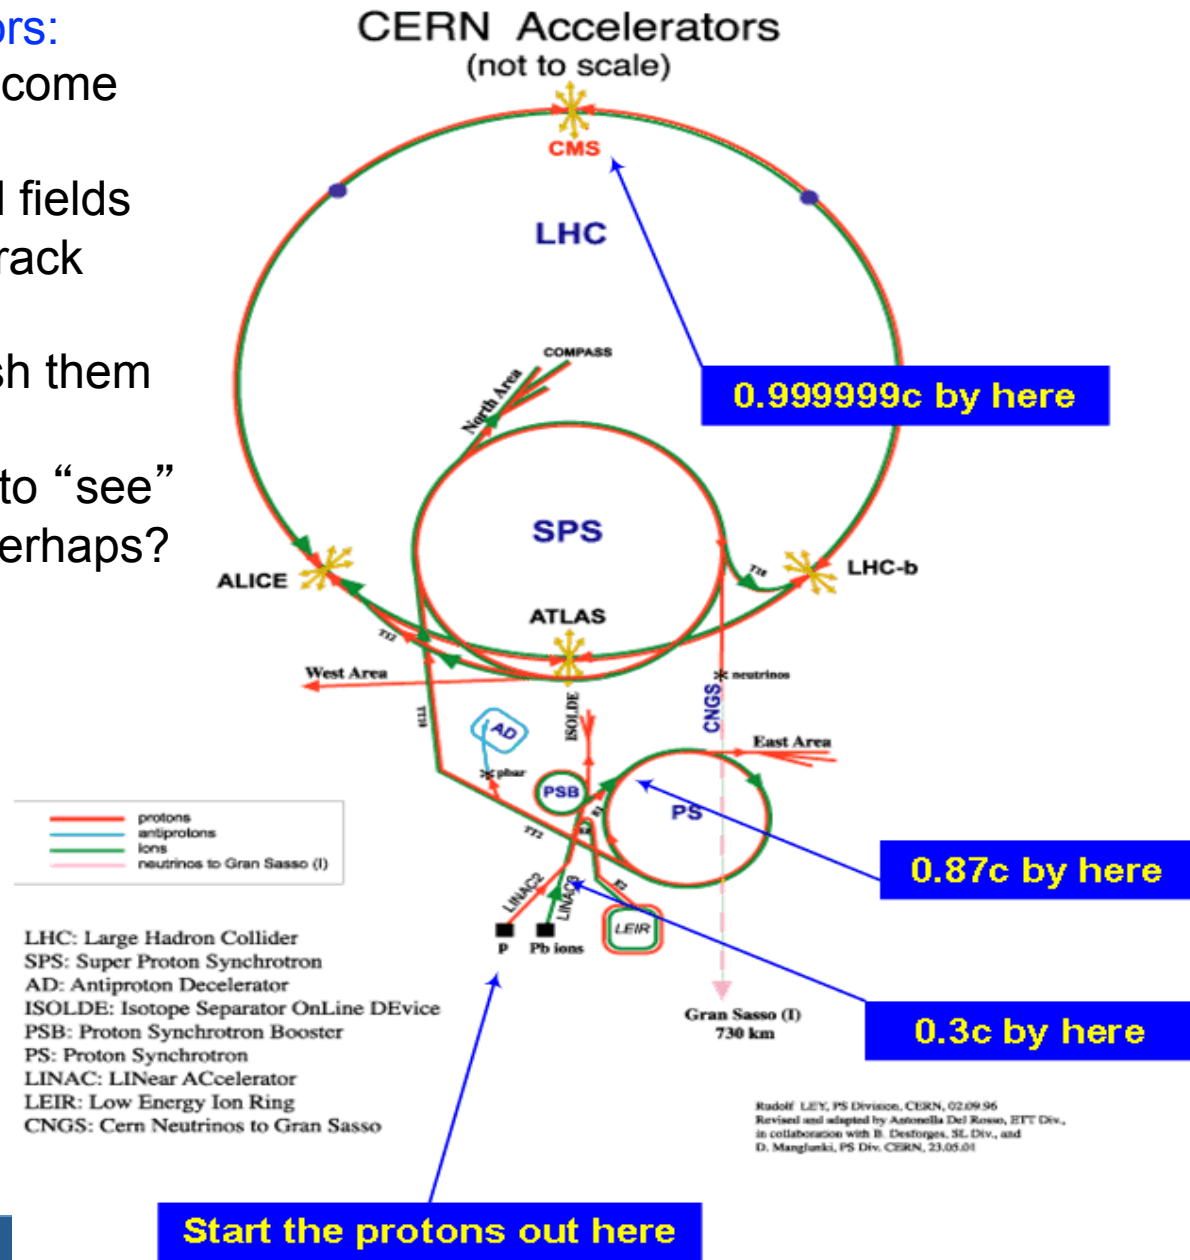 ors:
come
l fields
rack
sh them
to “see”
erhaps?
CERN Accelerators
(not to scale)
CMS
LHC
0.999999c by here
COMPASS
North Area
SPS
TI8
ALICE
LHC-b
ATLAS
TI2
West Area
neutrinos
CNGS
ISOLDE
TT10
AD
East Area
pbar
PSB
PS
E1
TT2
0.87c by here
protons
antiprotons
ions
neutrinos to Gran Sasso (I)
LINAC2
LINAC3
E2
LEIR
p
Pb ions
Gran Sasso (I)
730 km
0.3c by here
LHC: Large Hadron Collider
SPS: Super Proton Synchrotron
AD: Antiproton Decelerator
ISOLDE: Isotope Separator OnLine DEvice
PSB: Proton Synchrotron Booster
PS: Proton Synchrotron
LINAC: LINear ACcelerator
LEIR: Low Energy Ion Ring
CNGS: Cern Neutrinos to Gran Sasso
Rudolf LEY, PS Division, CERN, 02.09.96
Revised and adapted by Antonella Del Rosso, ETT Div.,
in collaboration with B. Desforges, SL Div., and
D. Manglunki, PS Div. CERN, 23.05.01
Start the protons out here